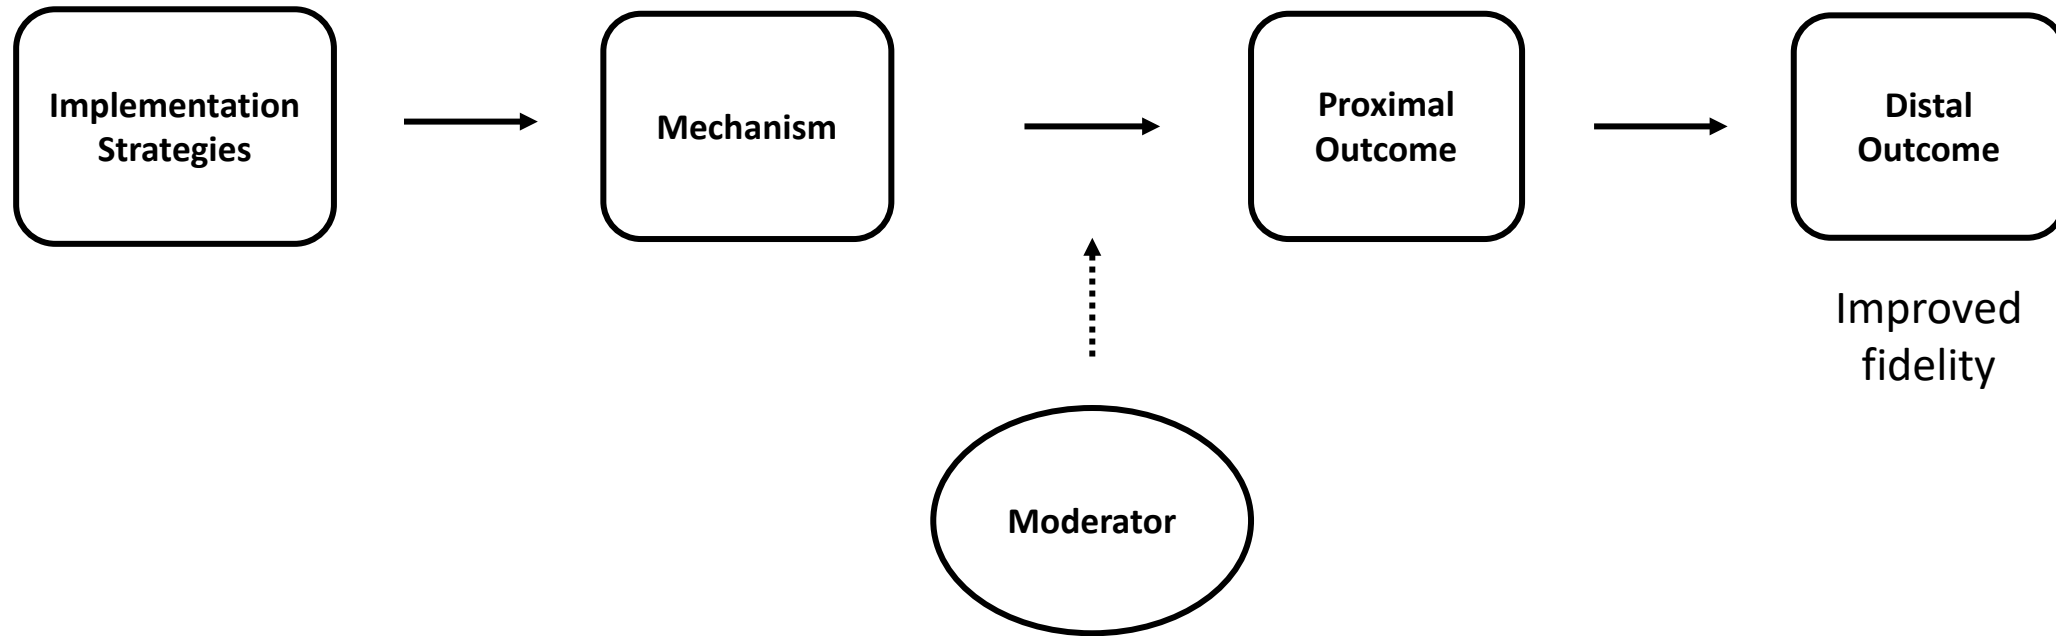 Implementation
Strategies
Mechanism
Proximal
Outcome
Distal
Outcome
Improved
fidelity
Moderator